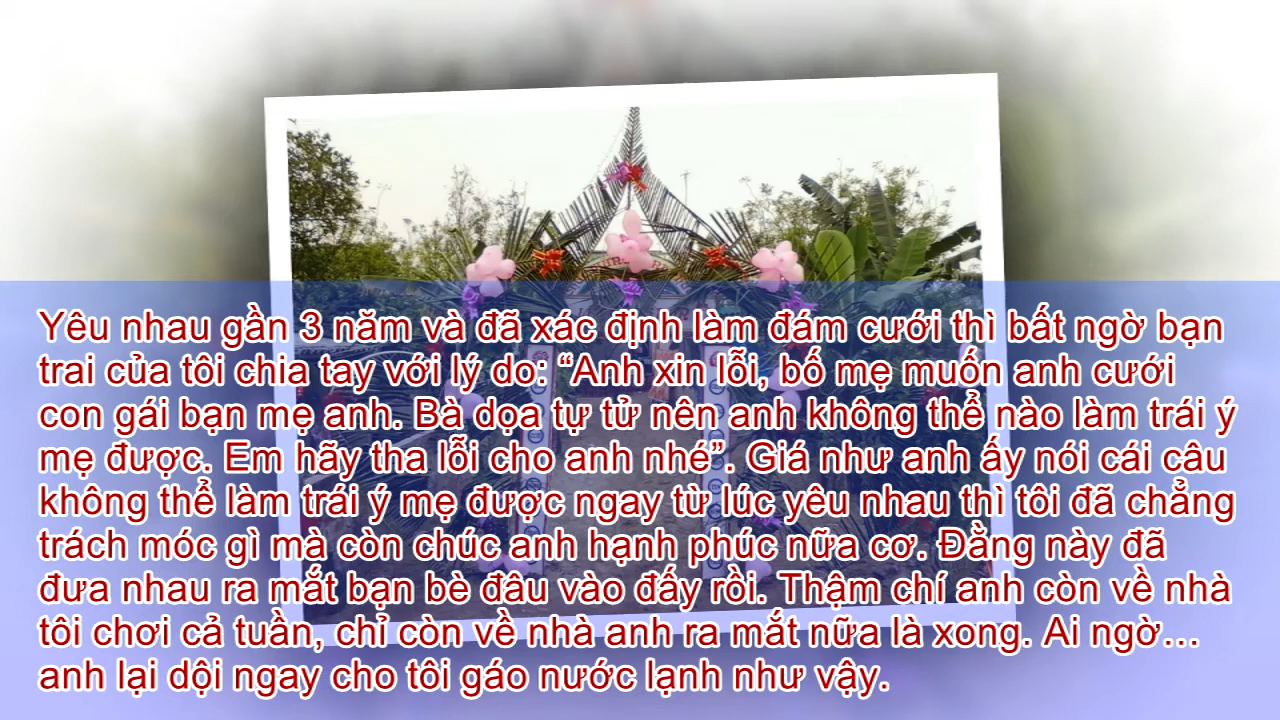 Yêu nhau gần 3 năm và đã xác định làm đám cưới thì bất ngờ bạn
trai của tôi chia tay với lý do: “Anh xin lỗi, bố mẹ muốn anh cưới
con gái bạn mẹ anh. Bà dọa tự tử nên anh không thể nào làm trái ý
mẹ được. Em hãy tha lỗi cho anh nhé”. Giá như anh ấy nói cái câu
không thể làm trái ý mẹ được ngay từ lúc yêu nhau thì tôi đã chẳng
trách móc gì mà còn chúc anh hạnh phúc nữa cơ. Đằng này đã
đưa nhau ra mắt bạn bè đâu vào đấy rồi. Thậm chí anh còn về nhà
tôi chơi cả tuần, chỉ còn về nhà anh ra mắt nữa là xong. Ai ngờ…
anh lại dội ngay cho tôi gáo nước lạnh như vậy.